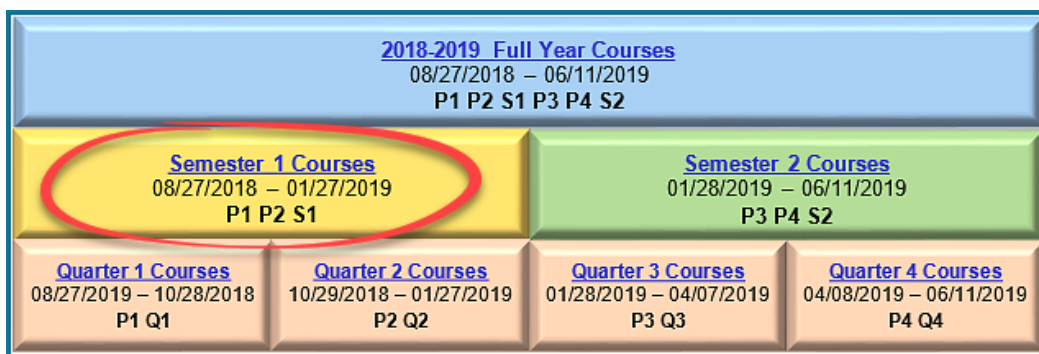 2018-2019 Full Year Courses
08/27/2018 – 06/11/2019
P1 P2 S1 P3 P4 S2
Semester 1 Courses
08/27/2018 – 01/27/2019
P1 P2 S1
Semester 2 Courses
01/28/2019 – 06/11/2019
P3 P4 S2
Quarter 1 Courses
08/27/2019 – 10/28/2018
P1 Q1
Quarter 2 Courses
10/29/2018 – 01/27/2019
P2 Q2
Quarter 3 Courses
01/28/2019 – 04/07/2019
P3 Q3
Quarter 4 Courses
04/08/2019 – 06/11/2019
P4 Q4